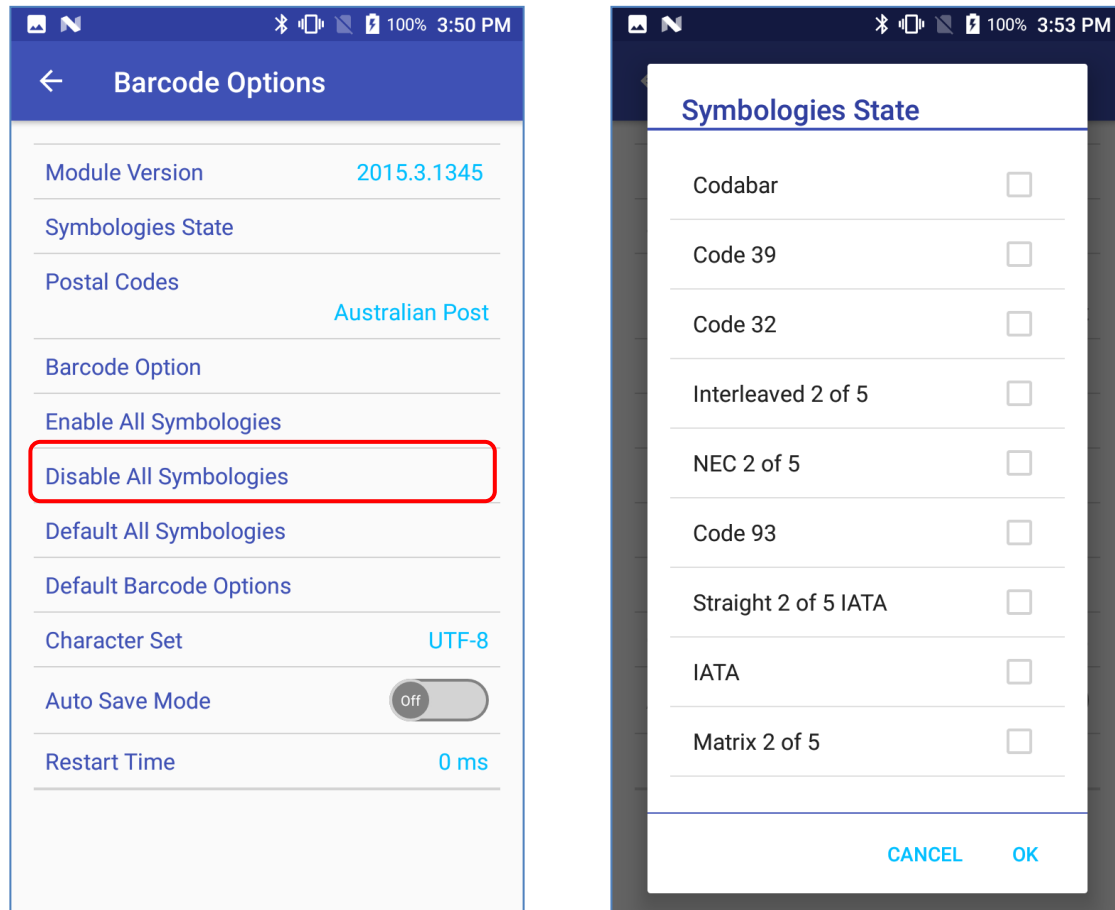 100% 3:50 PM
Barcode Options
Module Version 2015.3.1345
Symbologies State
Postal Codes
Australian Post
Barcode Option
Enable All Symbologies
Disable All Symbologies
Default All Symbologies
Default Barcode Options
Character Set UTF-8
Auto Save Mode Off
Restart Time 0 ms
100% 3:53 PM
Symbologies State
Codabar
Code 39
Code 32
Interleaved 2 of 5
NEC 2 of 5
Code 93
Straight 2 of 5 IATA
IATA
Matrix 2 of 5
CANCEL OK